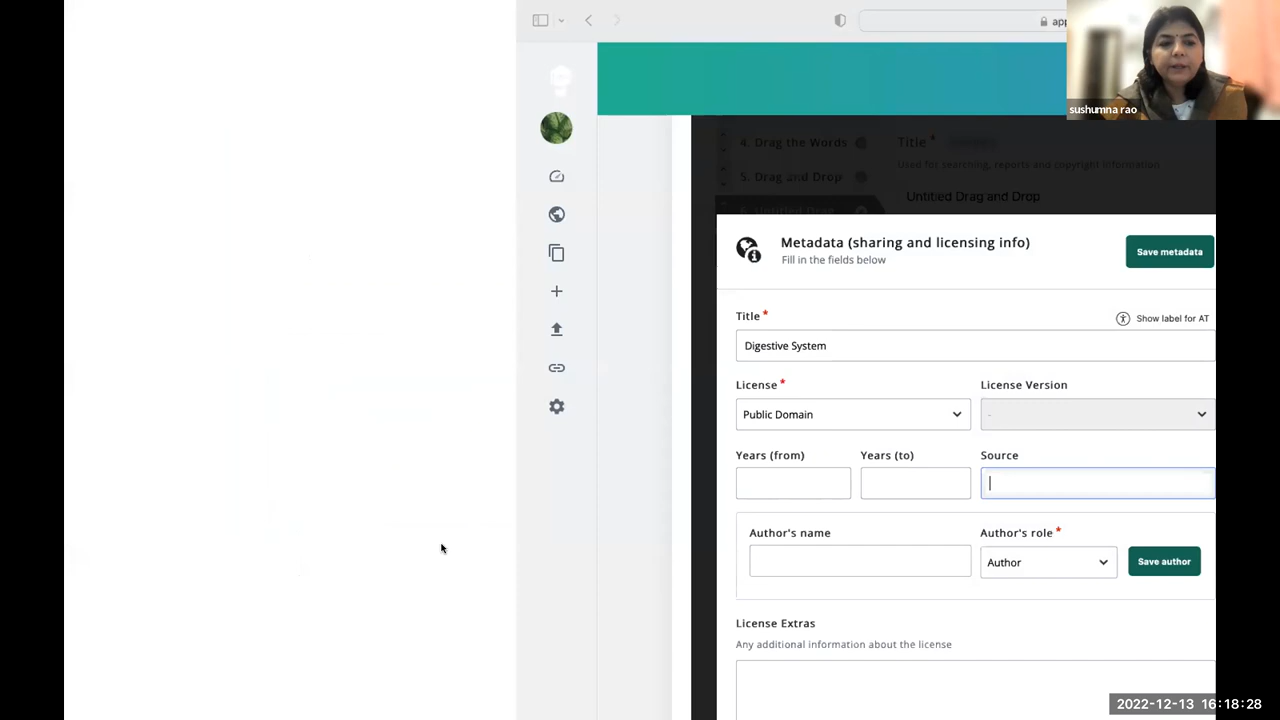 app
sushumna rao
4. Drag the Words
Title *
Used for searching, reports and copyright information
5. Drag and Drop
Untitled Drag and Drop
6. Untitled Drag
Metadata (sharing and licensing info)
Fill in the fields below
Save metadata
Title *
Show label for AT
Digestive System
License *
License Version
Public Domain
-
Years (from)
Years (to)
Source
Author's name
Author's role *
Author
Save author
License Extras
Any additional information about the license
2022-12-13 16:18:28